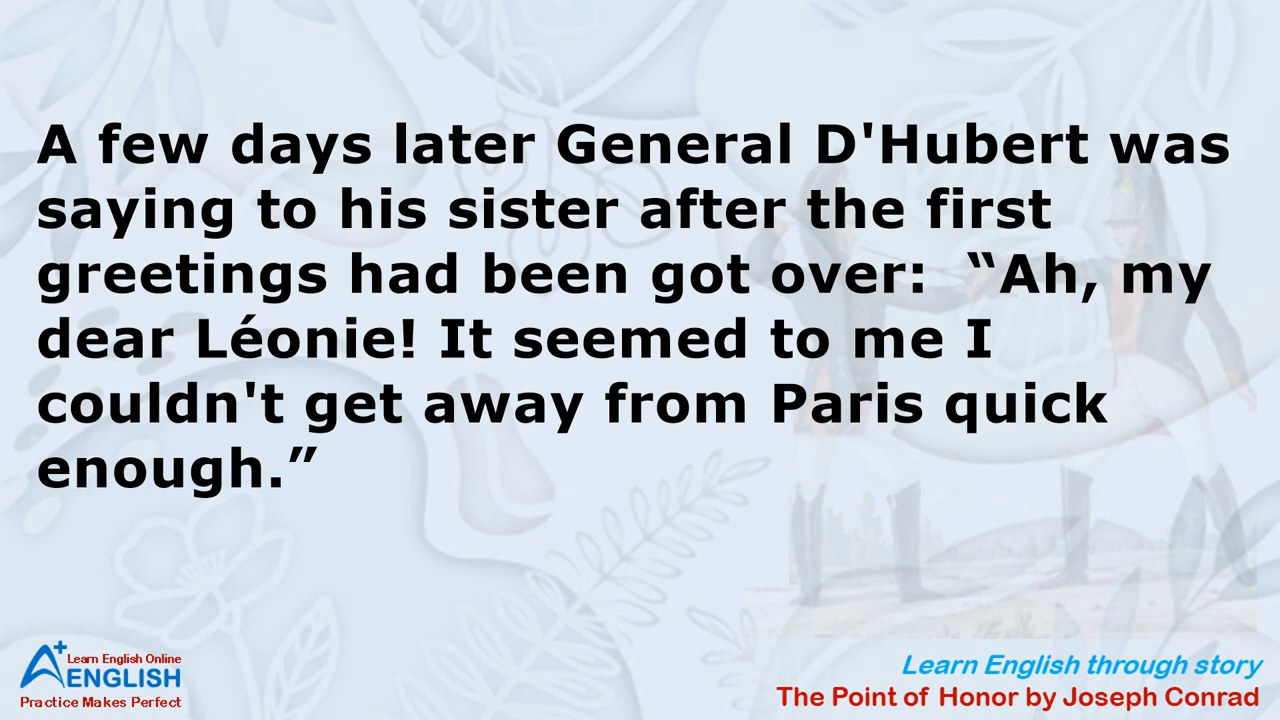 A few days later General D'Hubert was
saying to his sister after the first
greetings had been got over:  “Ah, my
dear Léonie! It seemed to me I
couldn't get away from Paris quick
enough.”
A+ Learn English Online
ENGLISH
Practice Makes Perfect
Learn English through story
The Point of Honor by Joseph Conrad